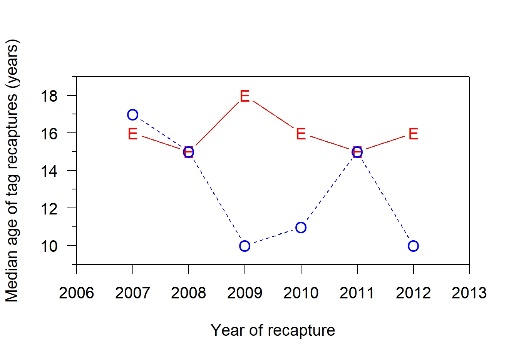 Median age of tag recaptures (years)
18
16
14
12
10
E
E
E
E
E
E
O
O
O
O
O
O
2006 2007 2008 2009 2010 2011 2012 2013
Year of recapture